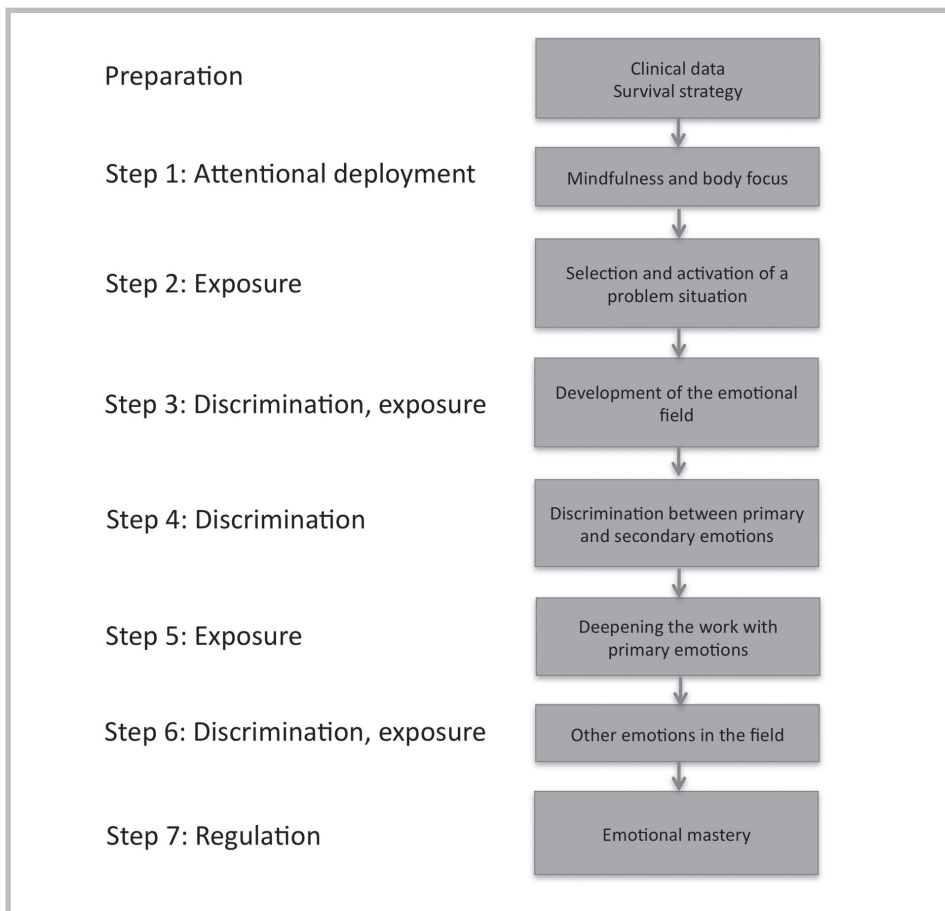 Preparation
Clinical data
Survival strategy
Step 1: Attentional deployment
Mindfulness and body focus
Step 2: Exposure
Selection and activation of a
problem situation
Step 3: Discrimination, exposure
Development of the emotional
field
Step 4: Discrimination
Discrimination between primary
and secondary emotions
Step 5: Exposure
Deepening the work with
primary emotions
Step 6: Discrimination, exposure
Other emotions in the field
Step 7: Regulation
Emotional mastery